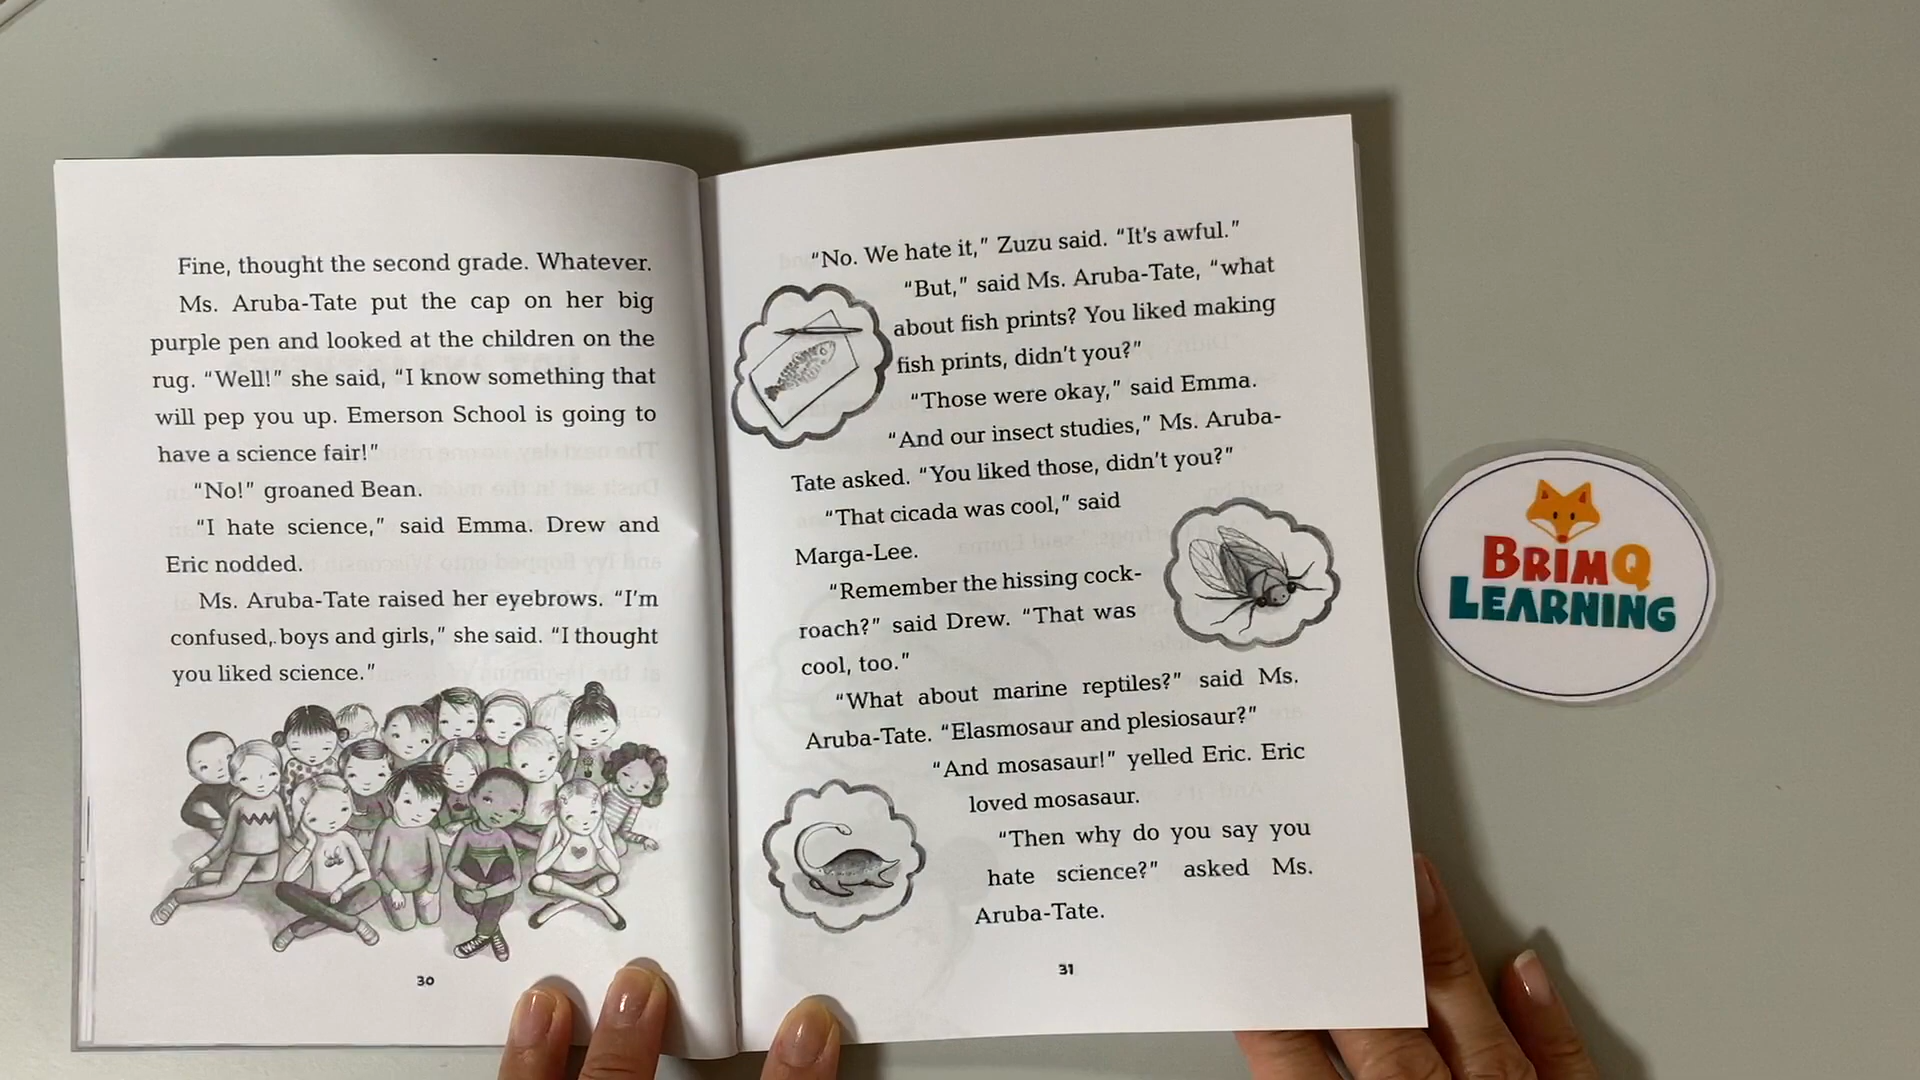 Fine, thought the second grade. Whatever.
Ms. Aruba-Tate put the cap on her big
purple pen and looked at the children on the
rug. “Well!” she said, “I know something that
will pep you up. Emerson School is going to
have a science fair!”
“No!” groaned Bean.
“I hate science,” said Emma. Drew and
Eric nodded.
Ms. Aruba-Tate raised her eyebrows. “I’m
confused, boys and girls,” she said. “I thought
you liked science.”
30
“No. We hate it,” Zuzu said. “It’s awful.”
“But,” said Ms. Aruba-Tate, “what
about fish prints? You liked making
fish prints, didn’t you?”
“Those were okay,” said Emma.
“And our insect studies,” Ms. Aruba-
Tate asked. “You liked those, didn’t you?”
“That cicada was cool,” said
Marga-Lee.
“Remember the hissing cock-
roach?” said Drew. “That was
cool, too.”
“What about marine reptiles?” said Ms.
Aruba-Tate. “Elasmosaur and plesiosaur?”
“And mosasaur!” yelled Eric. Eric
loved mosasaur.
“Then why do you say you
hate science?” asked Ms.
Aruba-Tate.
31
BRIMQ
LEARNING